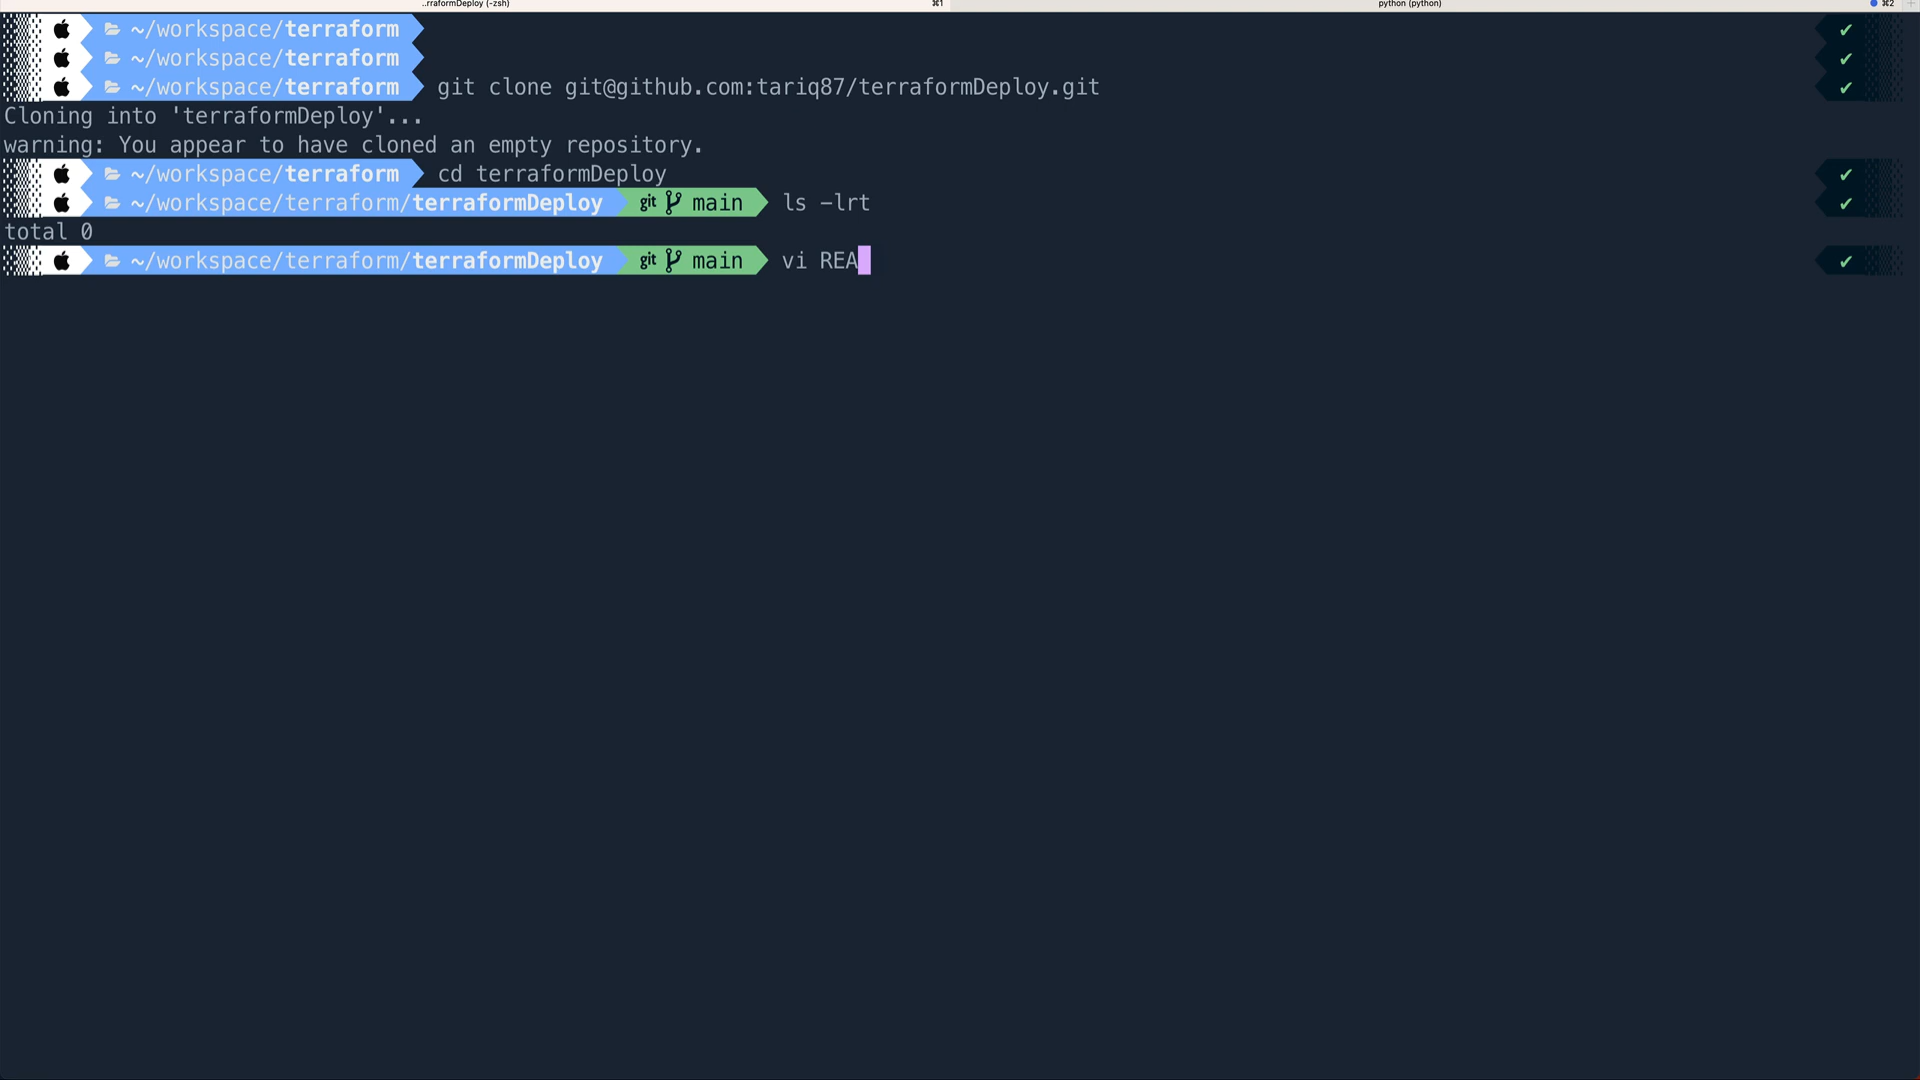 ..rraformDeploy (-zsh) ⌘1 python (python) ⌘2
~/workspace/terraform
~/workspace/terraform
~/workspace/terraform git clone git@github.com:tariq87/terraformDeploy.git
Cloning into 'terraformDeploy'...
warning: You appear to have cloned an empty repository.
~/workspace/terraform cd terraformDeploy
~/workspace/terraform/terraformDeploy git main ls -lrt
total 0
~/workspace/terraform/terraformDeploy git main vi REA